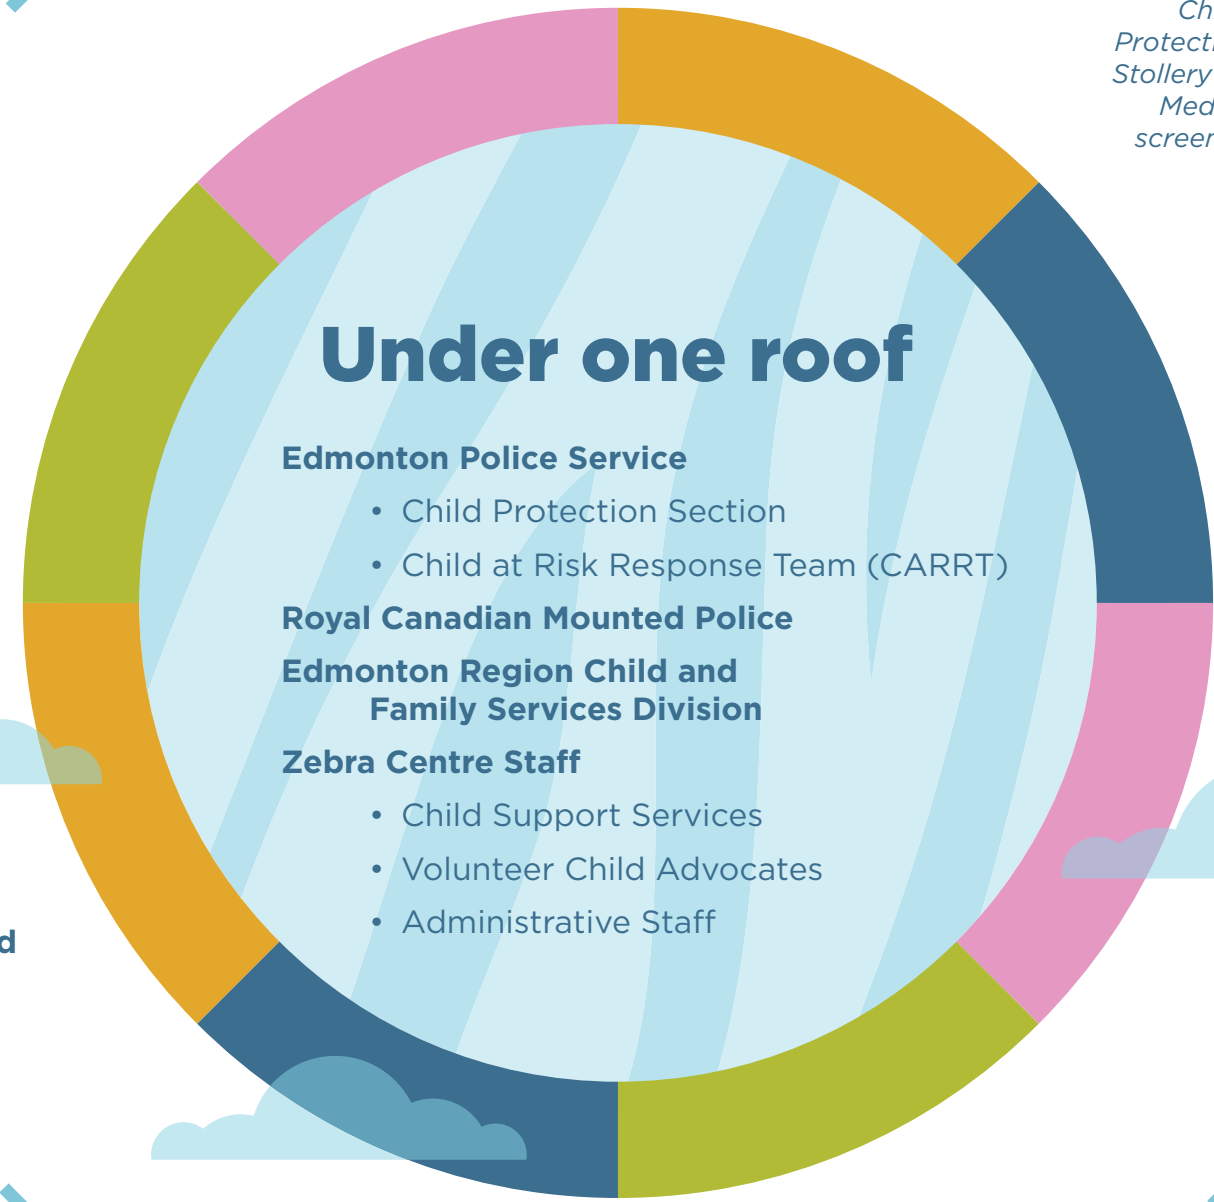 Stollery
Under one roof
Edmonton Police Service
• Child Protection Section
• Child at Risk Response Team (CARRT)
Royal Canadian Mounted Police
Edmonton Region Child and
Family Services Division
Zebra Centre Staff
• Child Support Services
• Volunteer Child Advocates
• Administrative Staff